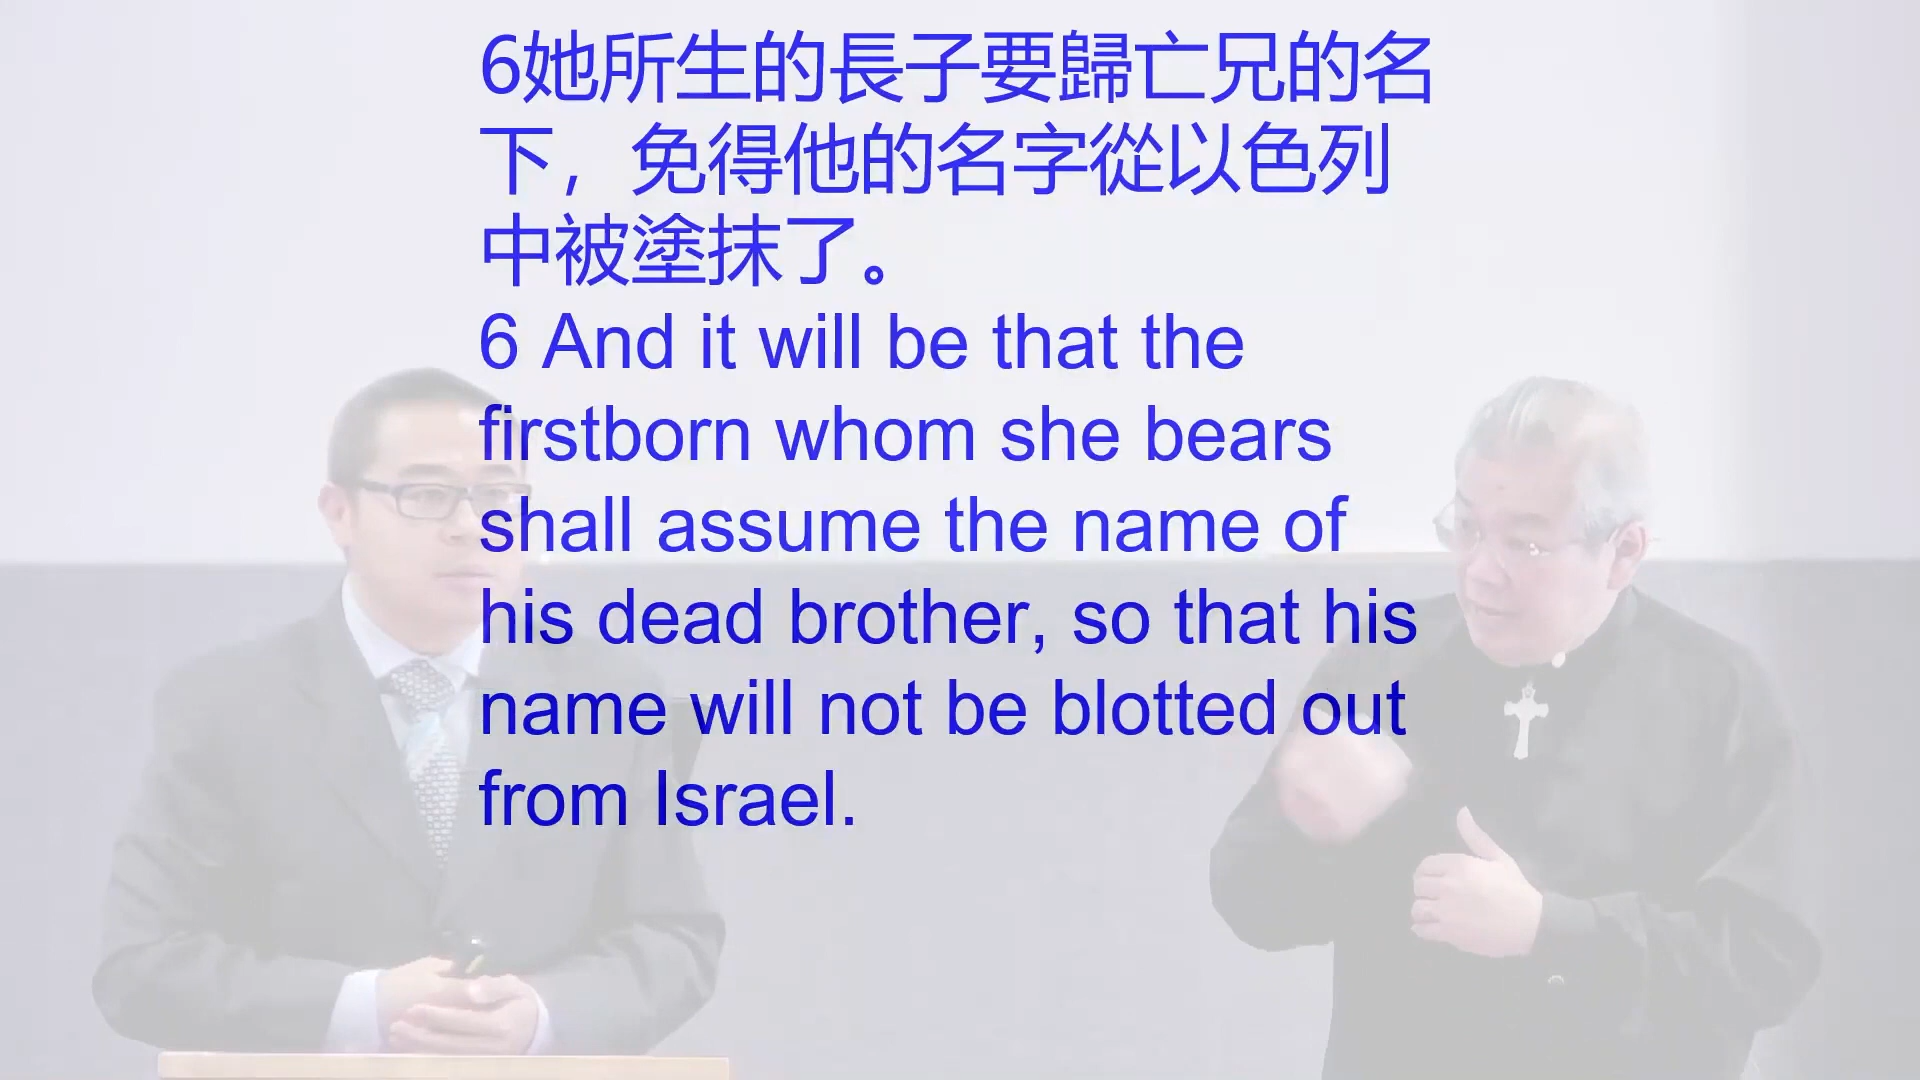 6她所生的長子要歸亡兄的名
下，免得他的名字從以色列
中被塗抹了。
6 And it will be that the
firstborn whom she bears
shall assume the name of
his dead brother, so that his
name will not be blotted out
from Israel.